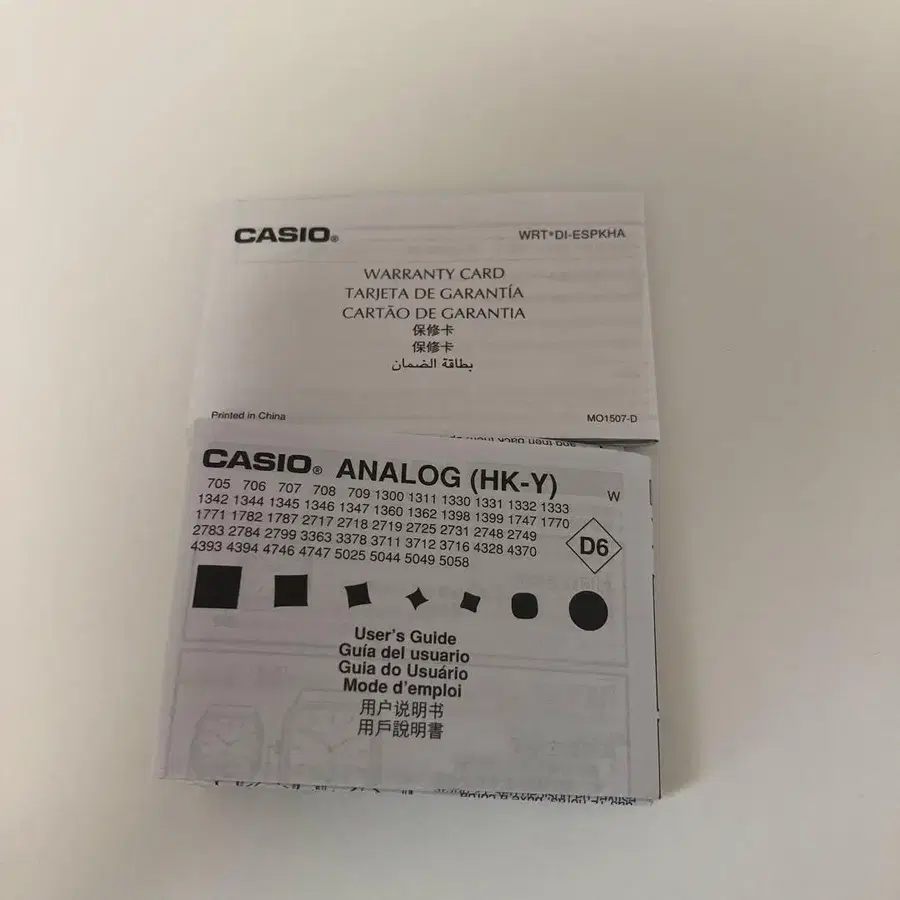 CASIO®
WRT*DI-ESPKHA
WARRANTY CARD
TARJETA DE GARANTÍA
CARTÃO DE GARANTIA
保修卡
保修卡
بطاقة الضمان
Printed in China
MO1507-D
CASIO® ANALOG (HK-Y)
W
705 706 707 708 709 1300 1311 1330 1331 1332 1333
1342 1344 1345 1346 1347 1360 1362 1398 1399 1747 1770
1771 1782 1787 2717 2718 2719 2725 2731 2748 2749
2783 2784 2799 3363 3378 3711 3712 3716 4328 4370
4393 4394 4746 4747 5025 5044 5049 5058
D6
User's Guide
Guía del usuario
Guia do Usuário
Mode d'emploi
用户说明书
用戶說明書